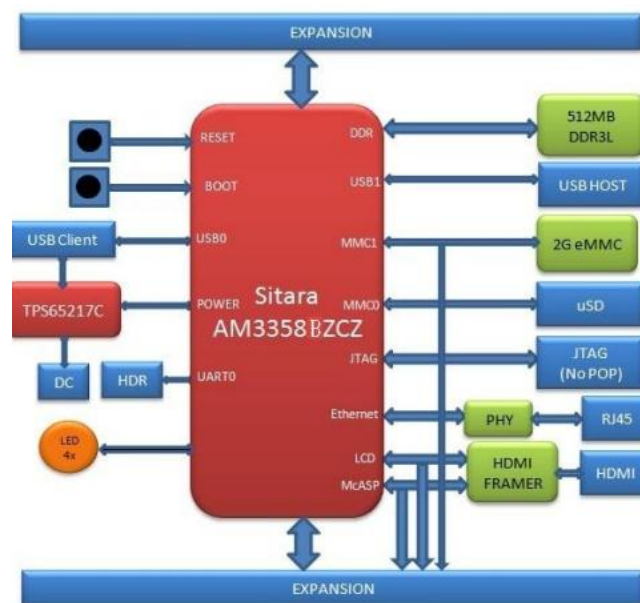 EXPANSION
RESET
BOOT
USB Client
USB0
TPS65217C
POWER
DC
HDR
UART0
LED
4x
Sitara
AM3358BZCZ
DDR
USB1
MMC1
MMC0
JTAG
Ethernet
LCD
McASP
512MB
DDR3L
USB HOST
2G eMMC
uSD
JTAG
(No POP)
PHY
RJ45
HDMI
FRAMER
HDMI
EXPANSION